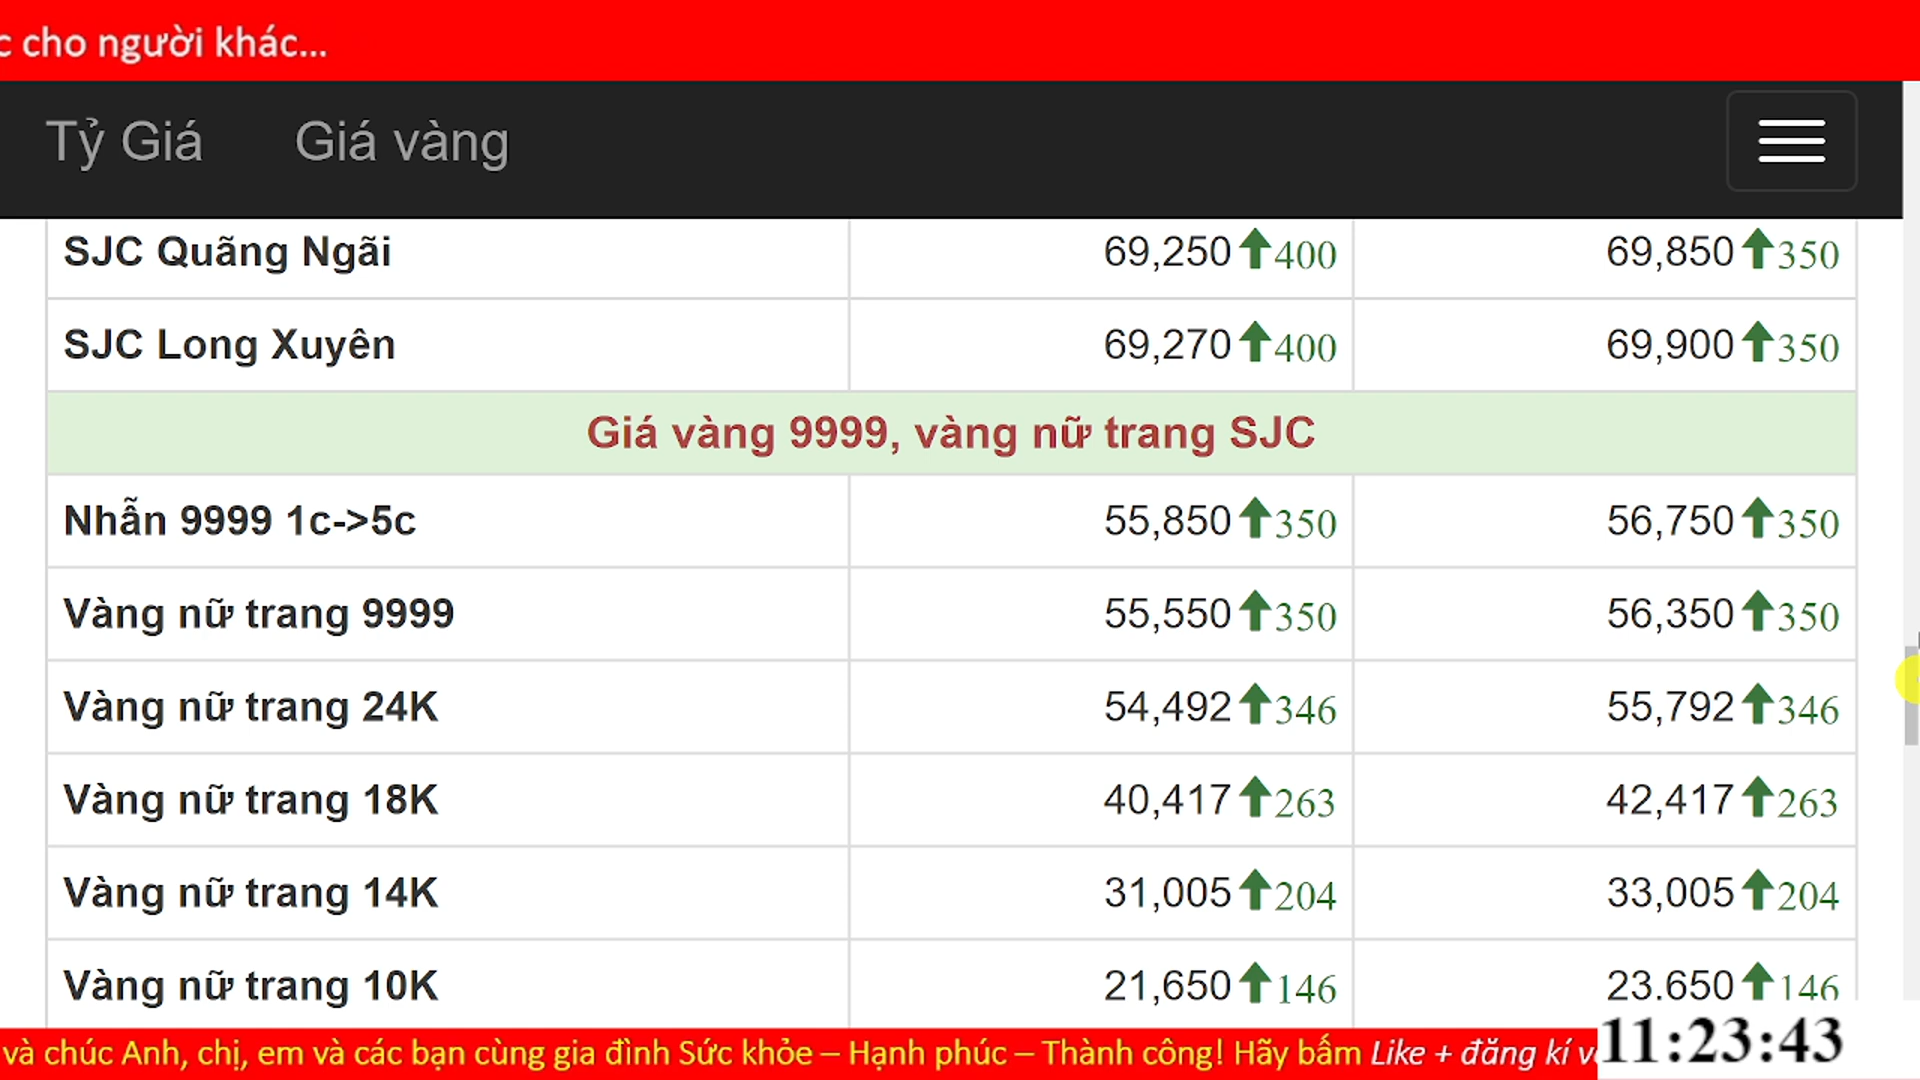 c cho người khác...
Tỷ Giá Giá vàng
SJC Quãng Ngãi 69,250 400 69,850 350
SJC Long Xuyên 69,270 400 69,900 350
Giá vàng 9999, vàng nữ trang SJC
Nhẫn 9999 1c->5c 55,850 350 56,750 350
Vàng nữ trang 9999 55,550 350 56,350 350
Vàng nữ trang 24K 54,492 346 55,792 346
Vàng nữ trang 18K 40,417 263 42,417 263
Vàng nữ trang 14K 31,005 204 33,005 204
Vàng nữ trang 10K 21,650 146 23.650 146
và chúc Anh, chị, em và các bạn cùng gia đình Sức khỏe – Hạnh phúc – Thành công! Hãy bấm Like + đăng kí v
11:23:43